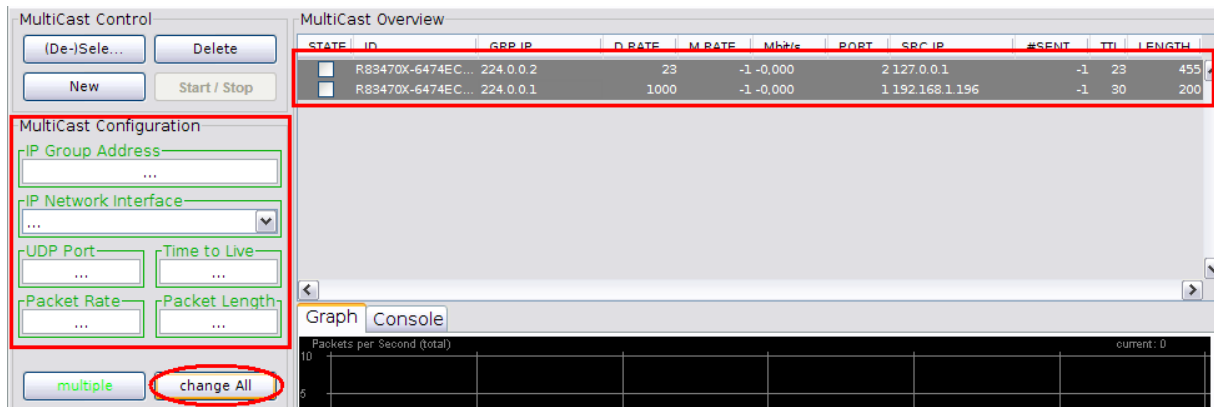 MultiCast Control
(De-)Sele...
Delete
New
Start / Stop
MultiCast Configuration
IP Group Address
...
IP Network Interface
...
UDP Port
Time to Live
...
...
Packet Rate
Packet Length
...
...
multiple
change All
MultiCast Overview
STATE ID GRP IP D RATE M RATE Mbit/s PORT SRC IP #SENT TTL LENGTH
R83470X-6474EC... 224.0.0.2 23 -1 -0,000 2 127.0.0.1 -1 23 455
R83470X-6474EC... 224.0.0.1 1000 -1 -0,000 1 192.168.1.196 -1 30 200
Graph Console
Packets per Second (total) current: 0
10
5